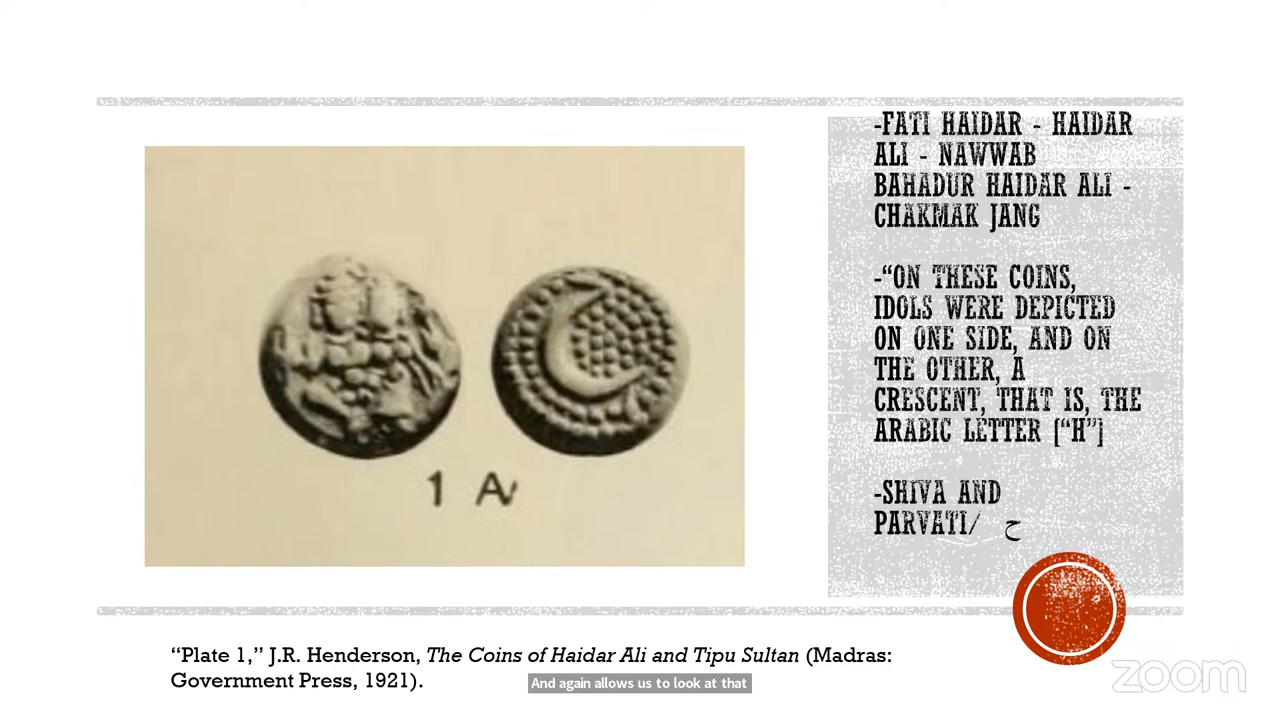 -FATI HAIDAR - HAIDAR
ALI - NAWWAB
BAHADUR HAIDAR ALI -
CHAKMAK JANG
-“ON THESE COINS,
IDOLS WERE DEPICTED
ON ONE SIDE, AND ON
THE OTHER, A
CRESCENT, THAT IS, THE
ARABIC LETTER [“H”]
-SHIVA AND
PARVATI/ ح
1 A/
“Plate 1,” J.R. Henderson, The Coins of Haidar Ali and Tipu Sultan (Madras:
Government Press, 1921).
And again allows us to look at that
zoom